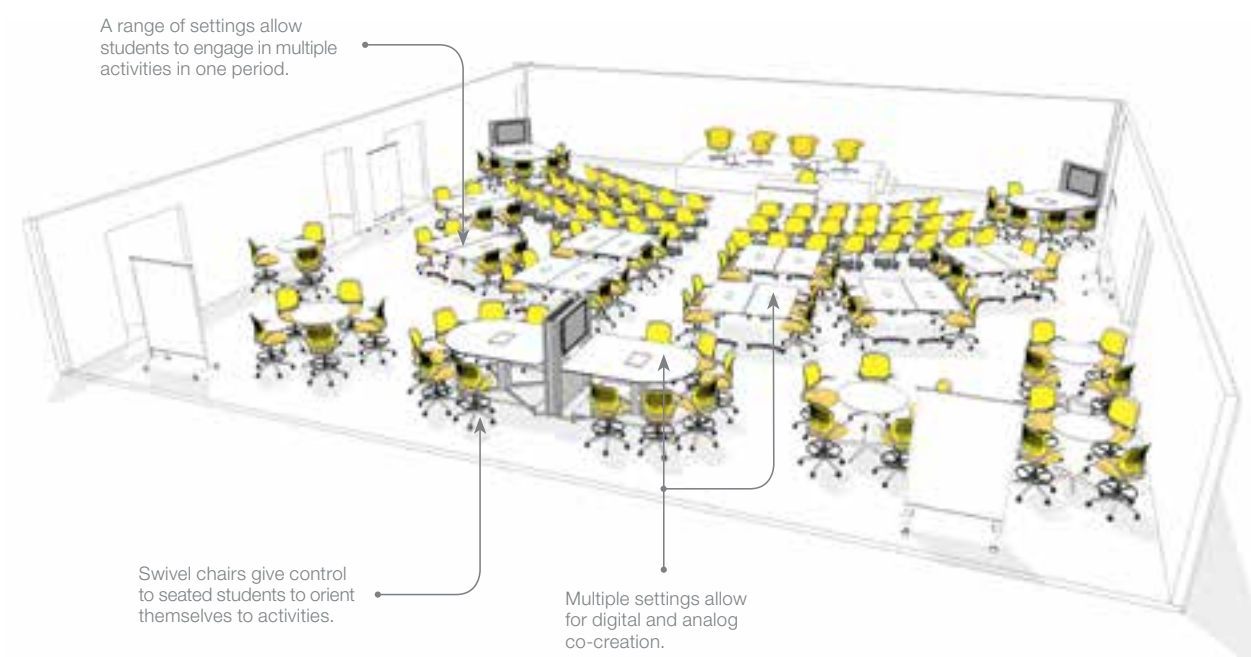 A range of settings allow
students to engage in multiple
activities in one period.
Swivel chairs give control
to seated students to orient
themselves to activities.
Multiple settings allow
for digital and analog
co-creation.